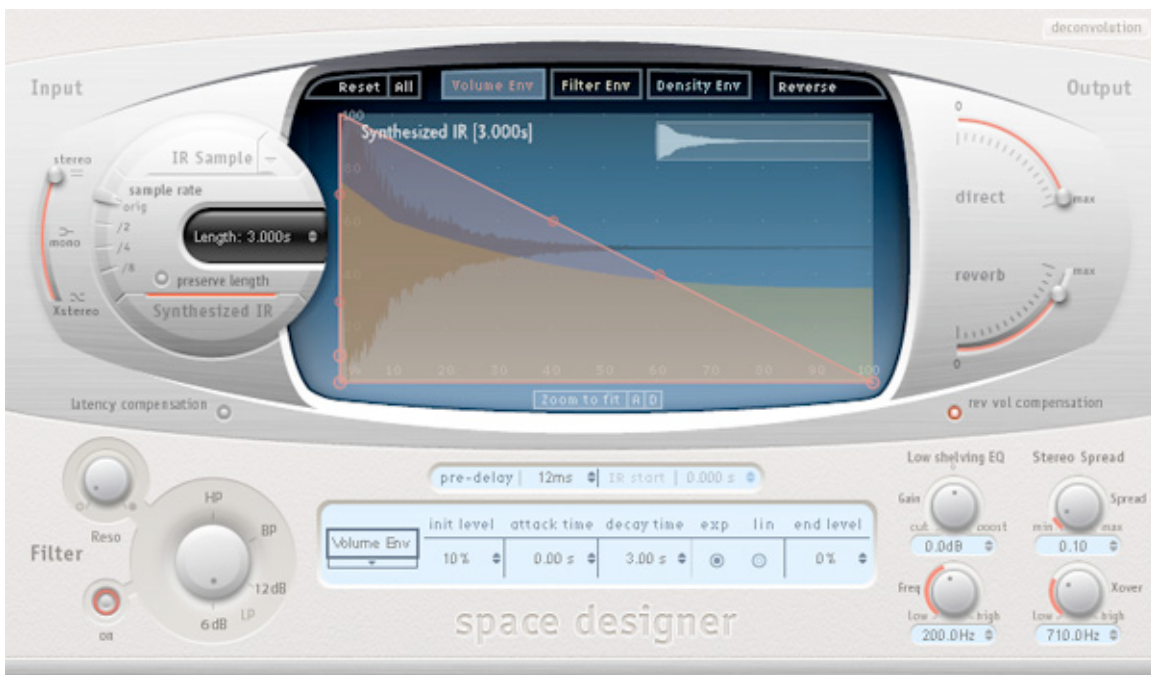 deconvolution
Input
Output
Reset All Volume Env Filter Env Density Env Reverse
100
Synthesized IR [3.000s]
80
60
40
20
% 10 20 30 40 50 60 70 80 90 100
Zoom to fit A D
stereo
mono
Xstereo
IR Sample
sample rate
orig
/2
/4
/8
Length: 3.000s
preserve length
Synthesized IR
latency compensation
0
direct
max
reverb
max
0
rev vol compensation
pre-delay 12ms IR start 0.000 s
Volume Env
init level attack time decay time exp lin end level
10% 0.00 s 3.00 s 0%
space designer
Filter
Reso
on
HP
BP
12dB
LP
6dB
Low shelving EQ
0
Gain
cut boost
0.0dB
Freq
low high
200.0Hz
Stereo Spread
Spread
min max
0.10
Xover
low high
710.0Hz